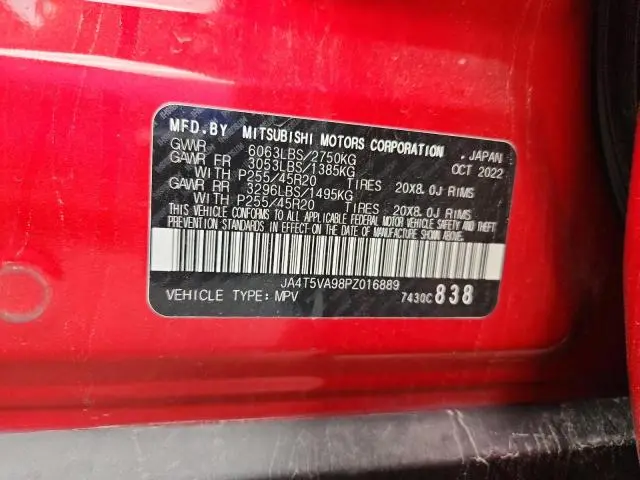 MFD. BY MITSUBISHI MOTORS CORPORATION . JAPAN
GVWR 6063LBS/2750KG OCT 2022
GAWR FR 3053LBS/1385KG
WITH P255/45R20 TIRES 20X8.0J RIMS
GAWR RR 3296LBS/1495KG
WITH P255/45R20 TIRES 20X8.0J RIMS
THIS VEHICLE CONFORMS TO ALL APPLICABLE FEDERAL MOTOR VEHICLE SAFETY AND THEFT
PREVENTION STANDARDS IN EFFECT ON THE DATE OF MANUFACTURE SHOWN ABOVE.
JA4T5VA98PZ016889
VEHICLE TYPE: MPV 7430C 838